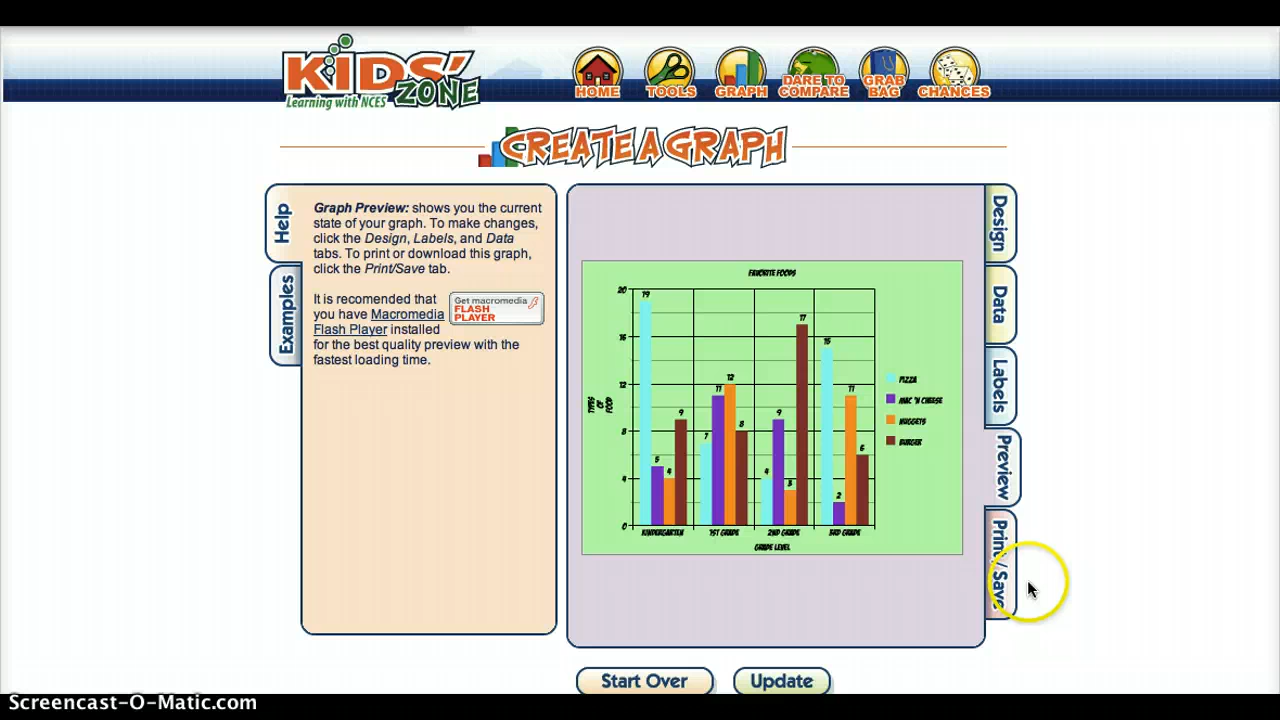 KIDS' ZONE
Learning with NCES
HOME
TOOLS
GRAPH
DARE TO COMPARE
GRAB BAG
CHANCES
CREATE A GRAPH
Help
Examples
Graph Preview: shows you the current
state of your graph. To make changes,
click the Design, Labels, and Data
tabs. To print or download this graph,
click the Print/Save tab.
It is recomended that
you have Macromedia
Flash Player installed
for the best quality preview with the
fastest loading time.
Get macromedia
FLASH
PLAYER
FAVORITE FOODS
20
16
12
8
4
0
TYPES
OF
FOOD
19
5
4
9
7
11
12
8
4
9
3
17
15
2
11
6
KINDERGARTEN
1ST GRADE
2ND GRADE
3RD GRADE
GRADE LEVEL
PIZZA
MAC 'N CHEESE
NUGGETS
BURGER
Design
Data
Labels
Preview
Print / Save
Start Over
Update
Screencast-O-Matic.com